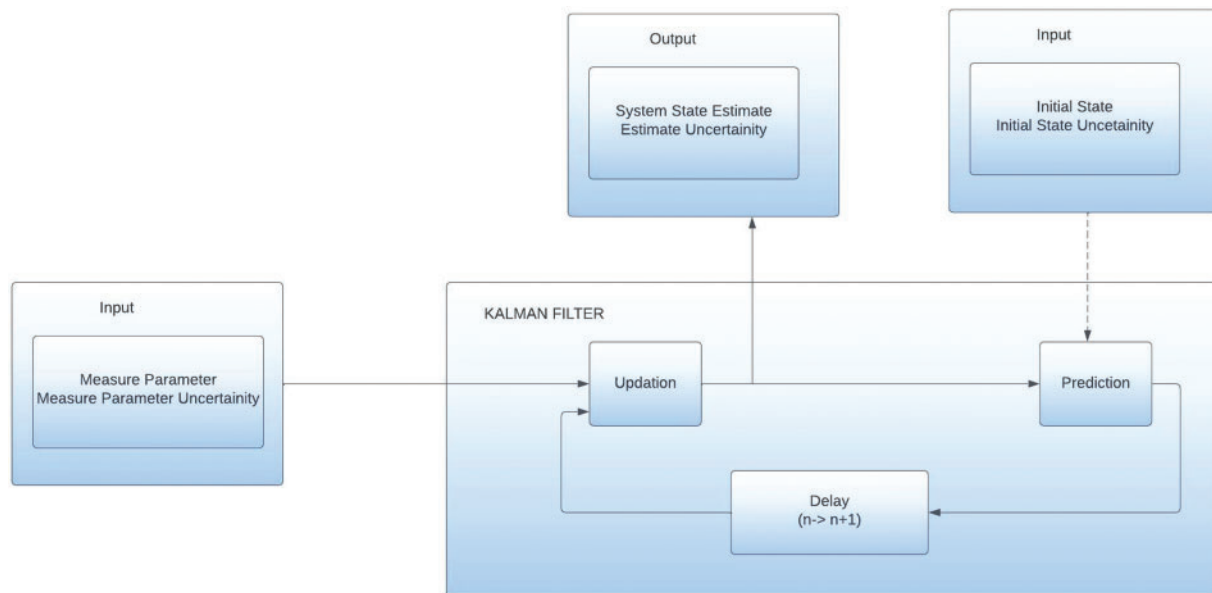 Output
System State Estimate
Estimate Uncertainity
Input
Initial State
Initial State Uncetainity
Input
Measure Parameter
Measure Parameter Uncertainity
KALMAN FILTER
Updation
Prediction
Delay
(n-> n+1)